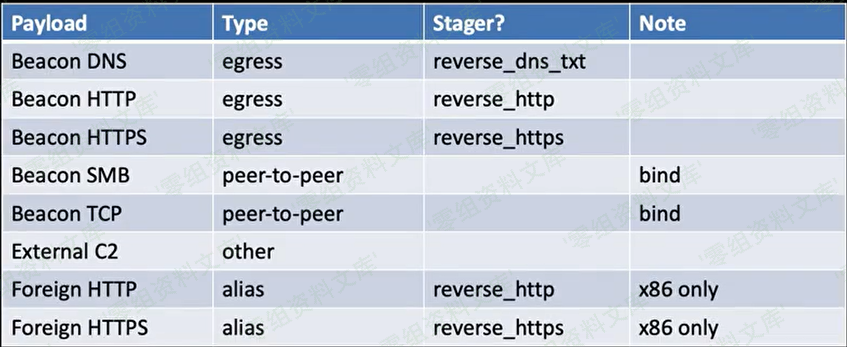 Payload Type Stager? Note
Beacon DNS egress reverse_dns_txt
Beacon HTTP egress reverse_http
Beacon HTTPS egress reverse_https
Beacon SMB peer-to-peer bind
Beacon TCP peer-to-peer bind
External C2 other
Foreign HTTP alias reverse_http x86 only
Foreign HTTPS alias reverse_https x86 only
'零组资料文库'